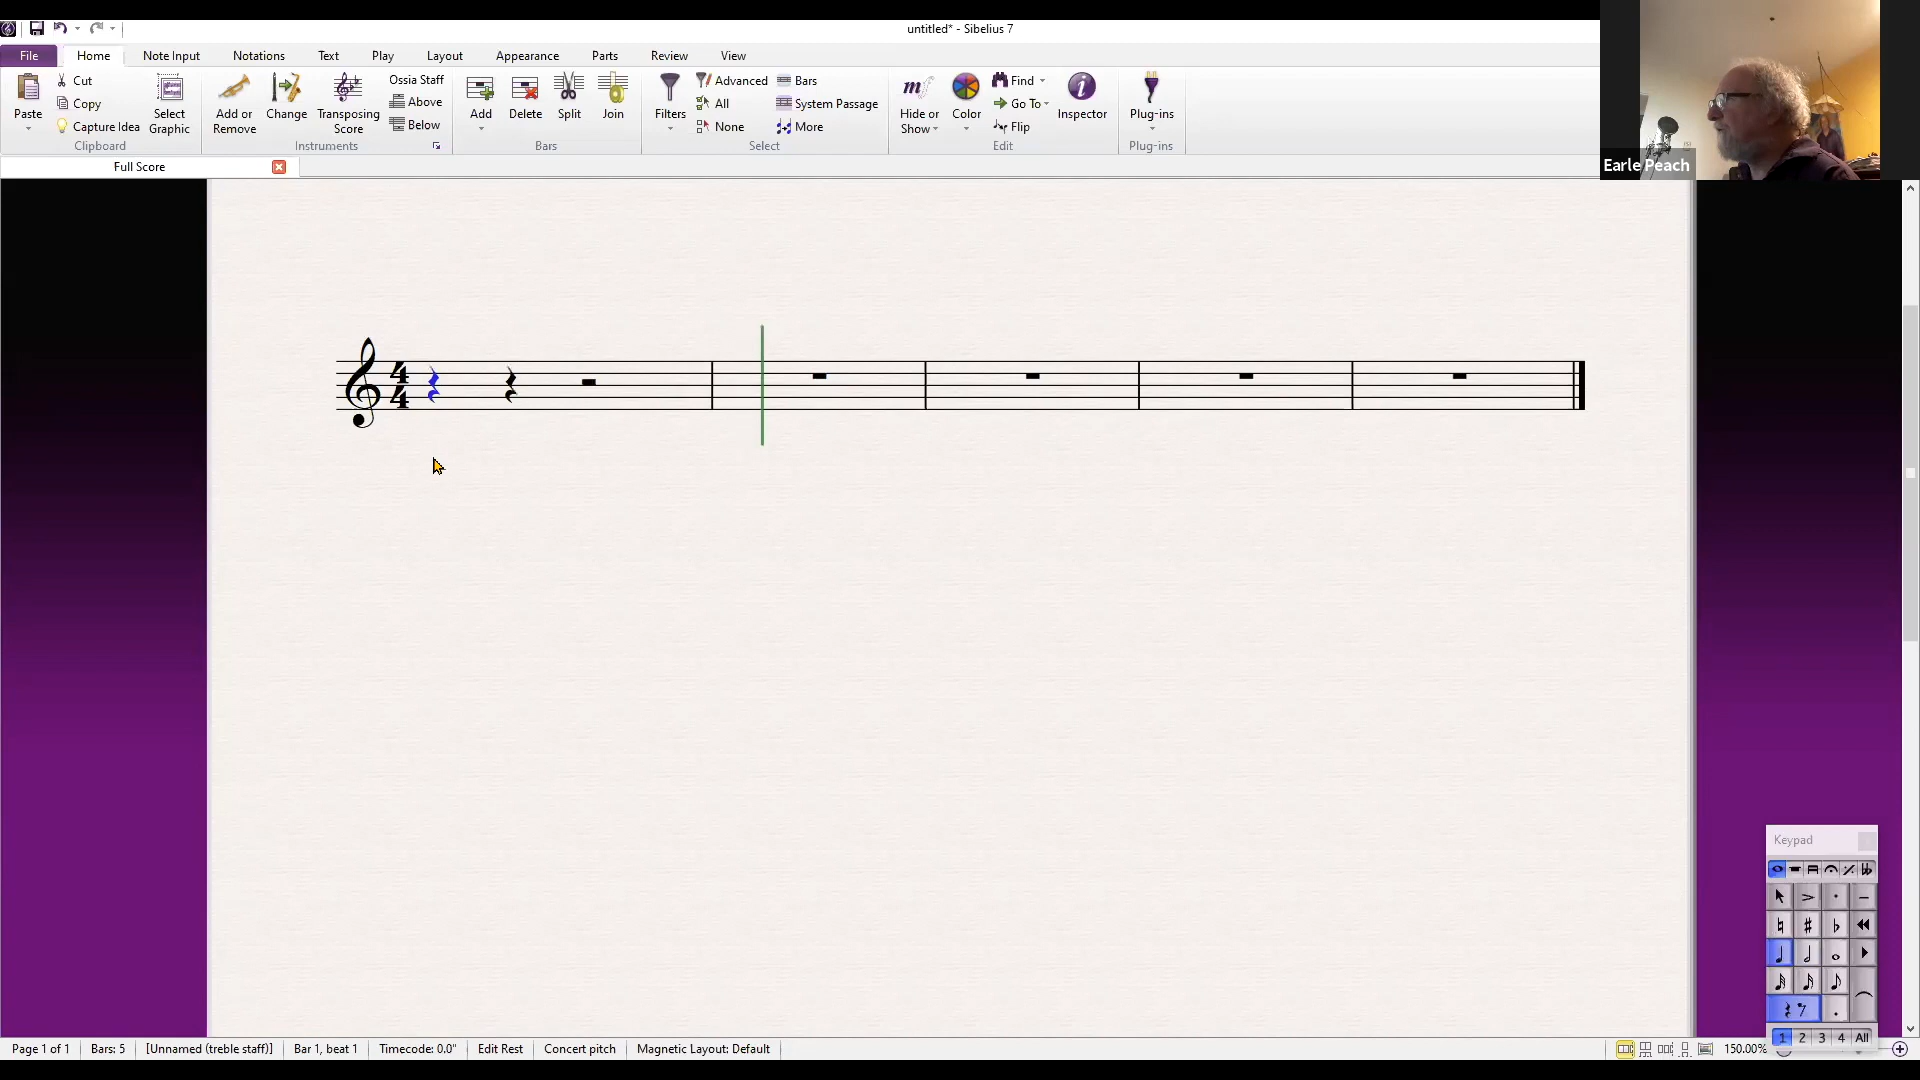 untitled* - Sibelius 7
File Home Note Input Notations Text Play Layout Appearance Parts Review View
Paste
Cut
Copy
Capture Idea
Select Graphic
Clipboard
Add or Remove
Change
Transposing Score
Ossia Staff
Above
Below
Instruments
Add
Delete
Split
Join
Bars
Filters
Advanced
All
None
Bars
System Passage
More
Select
Hide or Show
Color
Find
Go To
Flip
Inspector
Edit
Plug-ins
Plug-ins
Earle Peach
Full Score
4
4
Keypad
1 2 3 4 All
Page 1 of 1 Bars: 5 [Unnamed (treble staff)] Bar 1, beat 1 Timecode: 0.0" Edit Rest Concert pitch Magnetic Layout: Default 150.00%